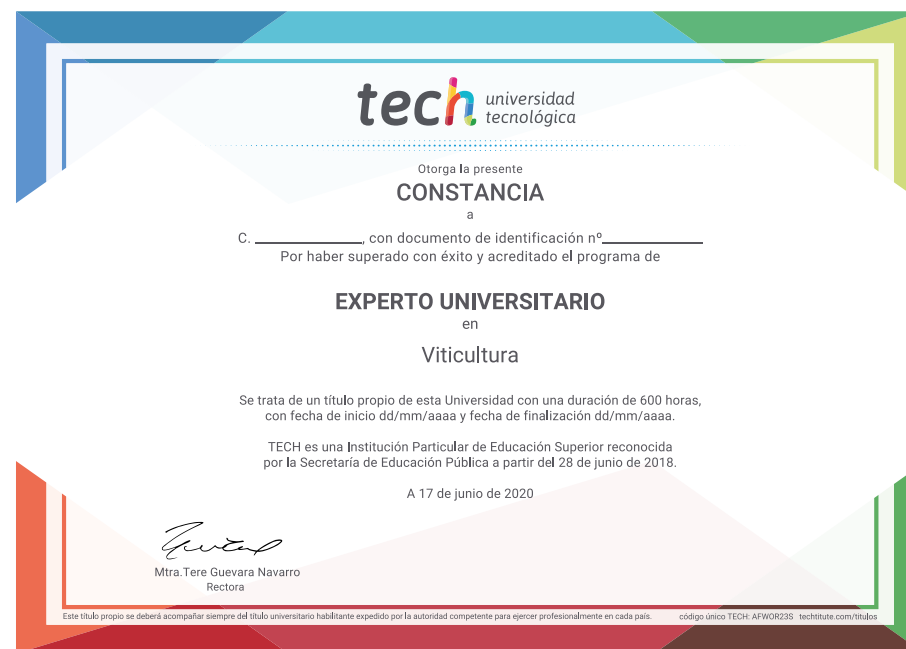 tech universidad
tecnológica
Otorga la presente
CONSTANCIA
a
C. ____________, con documento de identificación nº____________
Por haber superado con éxito y acreditado el programa de
EXPERTO UNIVERSITARIO
en
Viticultura
Se trata de un título propio de esta Universidad con una duración de 600 horas,
con fecha de inicio dd/mm/aaaa y fecha de finalización dd/mm/aaaa.
TECH es una Institución Particular de Educación Superior reconocida
por la Secretaría de Educación Pública a partir del 28 de junio de 2018.
A 17 de junio de 2020
Mtra.Tere Guevara Navarro
Rectora
Este título propio se deberá acompañar siempre del título universitario habilitante expedido por la autoridad competente para ejercer profesionalmente en cada país. código único TECH: AFWOR23S techtitute.com/titulos